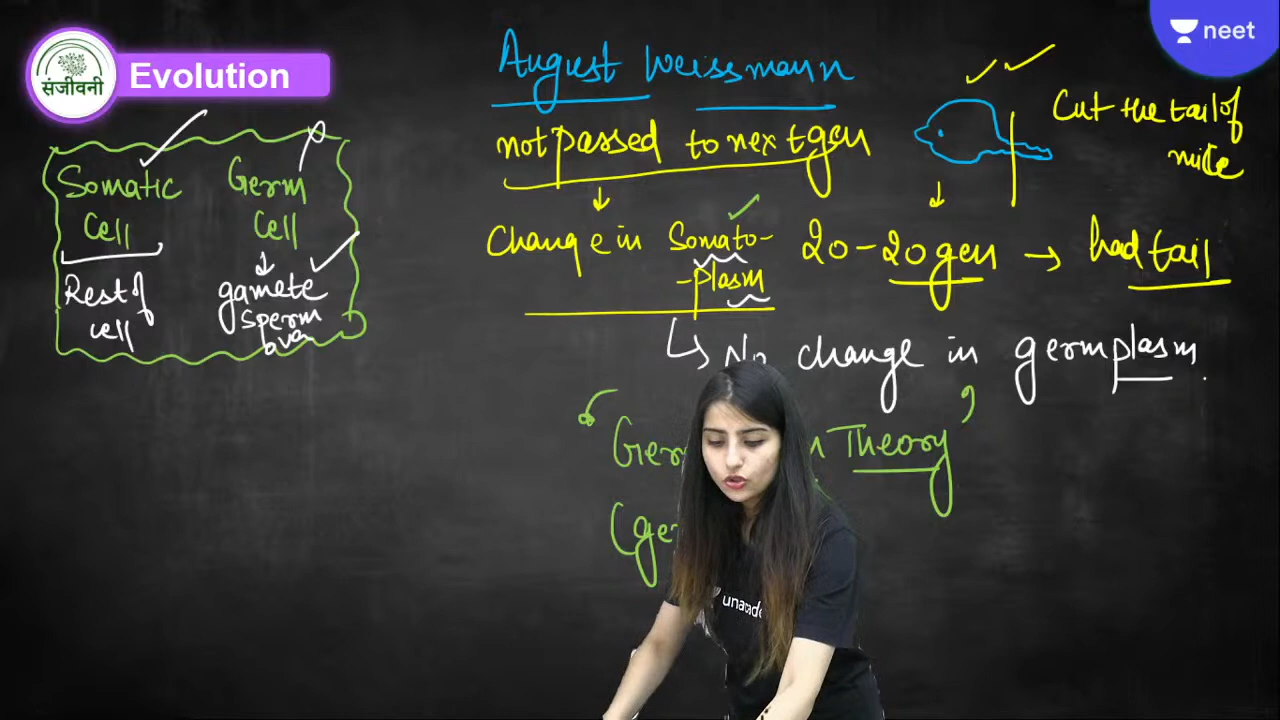 संजीवनी
Evolution
neet
August Weissmann
not passed to next gen
Change in Somato-
-plasm
Cut the tail of
mice
20-20 gen → had tail
Somatic Germ
Cell Cell
Rest of gamete
cell sperm
ova
No change in germplasm.
Theory
unacade